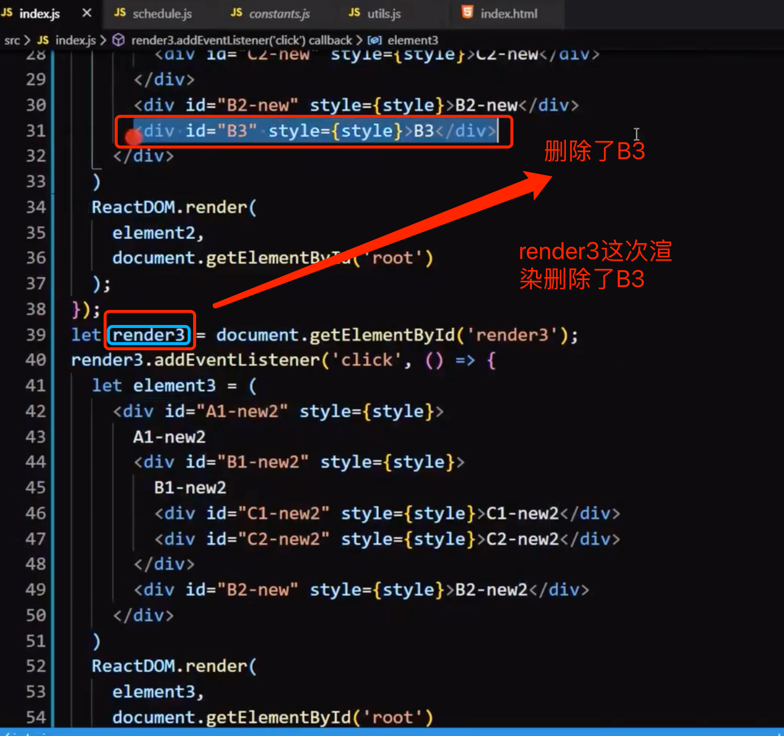 JS index.js × JS schedule.js JS constants.js JS utils.js index.html
src > JS index.js > render3.addEventListener('click') callback > element3
28 <div id="C2-new" style={style}>C2-new</div>
29 </div>
30 <div id="B2-new" style={style}>B2-new</div>
31 <div id="B3" style={style}>B3</div>
删除了B3
32 </div>
33 )
34 ReactDOM.render(
35 element2,
36 document.getElementById('root')
render3这次渲
染删除了B3
37 );
38 });
39 let render3 = document.getElementById('render3');
40 render3.addEventListener('click', () => {
41 let element3 = (
42 <div id="A1-new2" style={style}>
43 A1-new2
44 <div id="B1-new2" style={style}>
45 B1-new2
46 <div id="C1-new2" style={style}>C1-new2</div>
47 <div id="C2-new2" style={style}>C2-new2</div>
48 </div>
49 <div id="B2-new" style={style}>B2-new2</div>
50 </div>
51 )
52 ReactDOM.render(
53 element3,
54 document.getElementById('root')